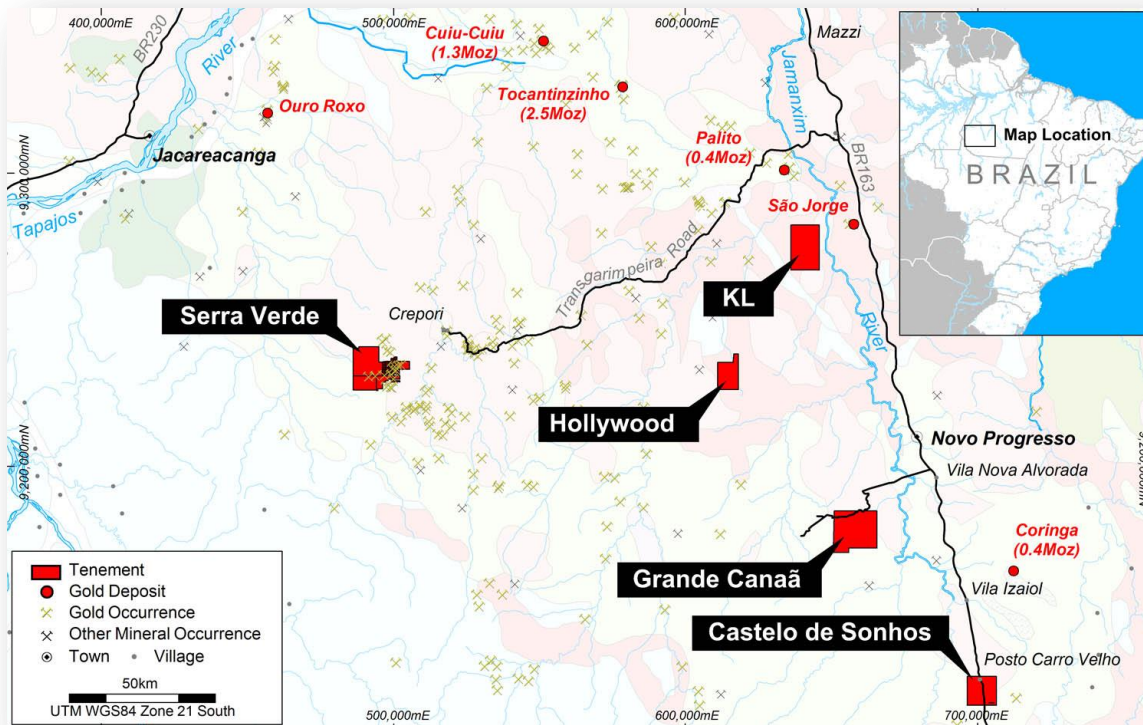 400,000mE
500,000mE
600,000mE
BR230
River
Cuiu-Cuiu
(1.3Moz)
Mazzi
Jamanxim
Ouro Roxo
Tocantinzinho
(2.5Moz)
Jacareacanga
Palito
(0.4Moz)
BR163
Map Location
BRAZIL
9,300,000mN
Tapajos
São Jorge
Transgarimpeira Road
KL
Serra Verde
Crepori
River
Hollywood
Novo Progresso
9,200,000mN
9,200,000mN
Vila Nova Alvorada
Coringa
(0.4Moz)
Grande Canaã
Vila Izaiol
Castelo de Sonhos
Posto Carro Velho
Tenement
Gold Deposit
Gold Occurrence
Other Mineral Occurrence
Town
Village
50km
UTM WGS84 Zone 21 South
500,000mE
600,000mE
700,000mE